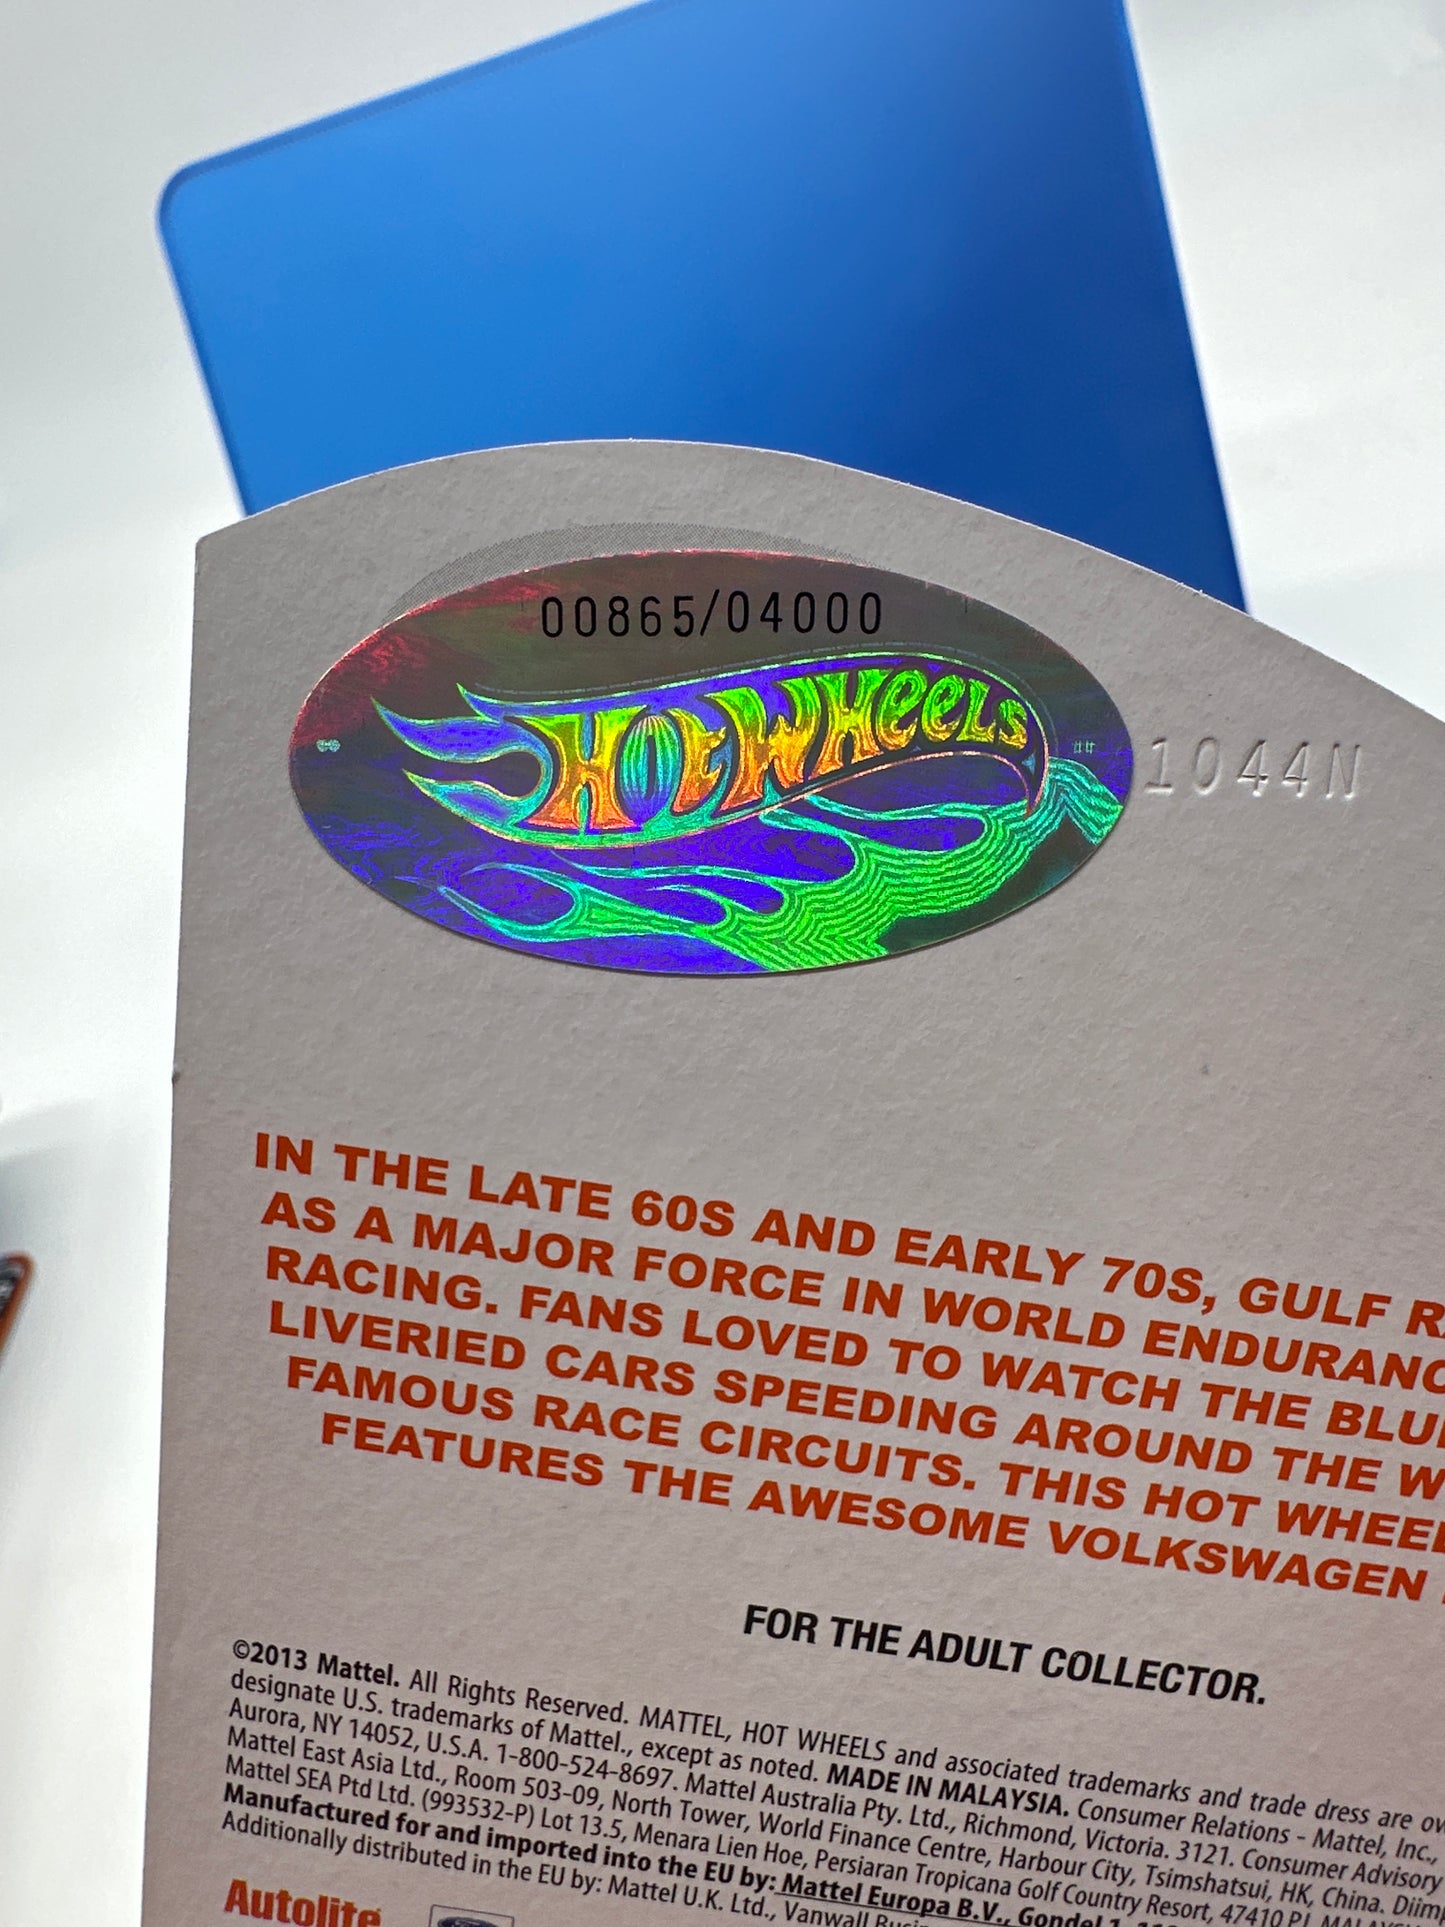 00865/04000
HOT WHEELS
1044N
IN THE LATE 60S AND EARLY 70S, GULF
AS A MAJOR FORCE IN WORLD
RACING. FANS LOVED TO WATCH THE
LIVERIED CARS SPEEDING AROUND THE
FAMOUS RACE CIRCUITS. THIS HOT
FEATURES THE AWESOME VOLKSWAGEN
FOR THE ADULT COLLECTOR.
©2013 Mattel. All Rights Reserved. MATTEL, HOT WHEELS and associated trademarks and trade dress are
designate U.S. trademarks of Mattel., except as noted. MADE IN MALAYSIA. Consumer Relations - Mattel, Inc.,
Aurora, NY 14052, U.S.A. 1-800-524-8697. Mattel Australia Pty. Ltd., Richmond, Victoria. 3121. Consumer Advisory
Mattel East Asia Ltd., Room 503-09, North Tower, World Finance Centre, Harbour City, Tsimshatsui, HK, China.
Mattel SEA Ptd Ltd. (993532-P) Lot 13.5, Menara Lien Hoe, Persiaran Tropicana Golf Country Resort, 47410 PJ.
Manufactured for and imported into the EU by: Mattel Europa B.V., Gondel 1,
Additionally distributed in the EU by: Mattel U.K. Ltd., Vanwall
Autolite